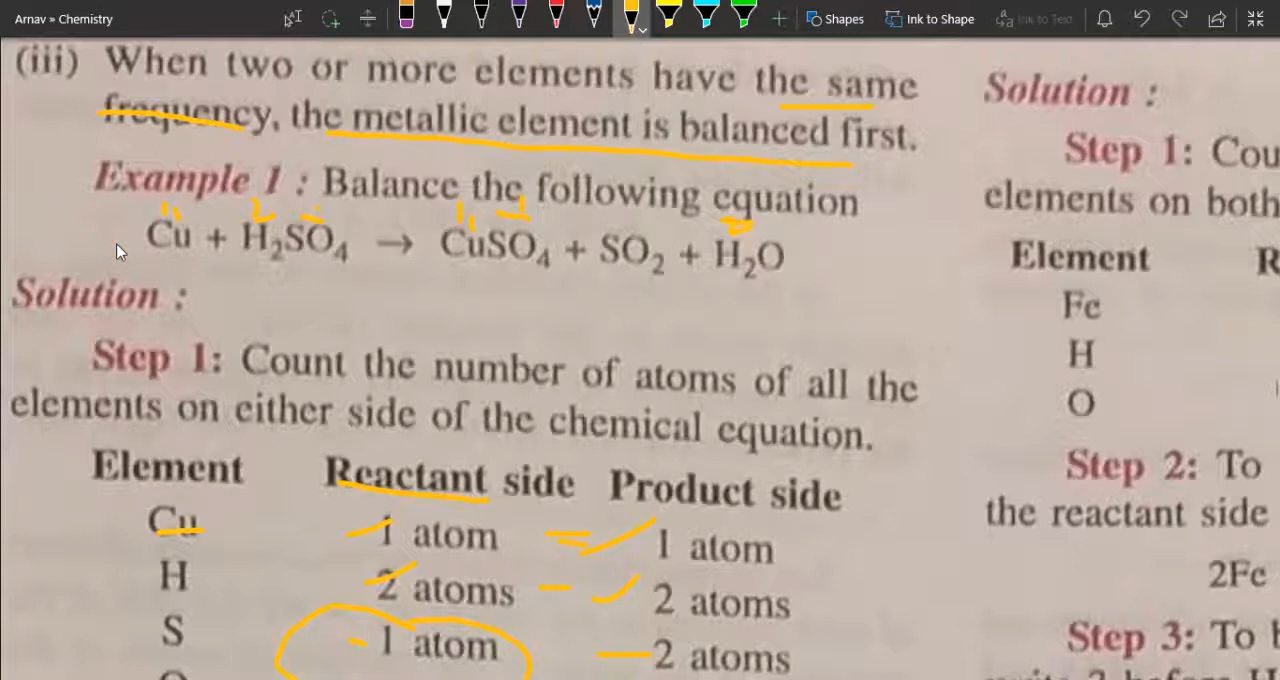 Arnav » Chemistry
Shapes
Ink to Shape
Ink to Text
(iii) When two or more elements have the same
frequency, the metallic element is balanced first.
Example 1 : Balance the following equation
Cu + H₂SO₄ → CuSO₄ + SO₂ + H₂O
Solution :
Step 1: Count the number of atoms of all the
elements on either side of the chemical equation.
Element Reactant side Product side
Cu 1 atom 1 atom
H 2 atoms 2 atoms
S 1 atom 2 atoms
Solution :
Step 1: Cou
elements on both
Element R
Fe
H
O
Step 2: To
the reactant side
2Fe
Step 3: To b